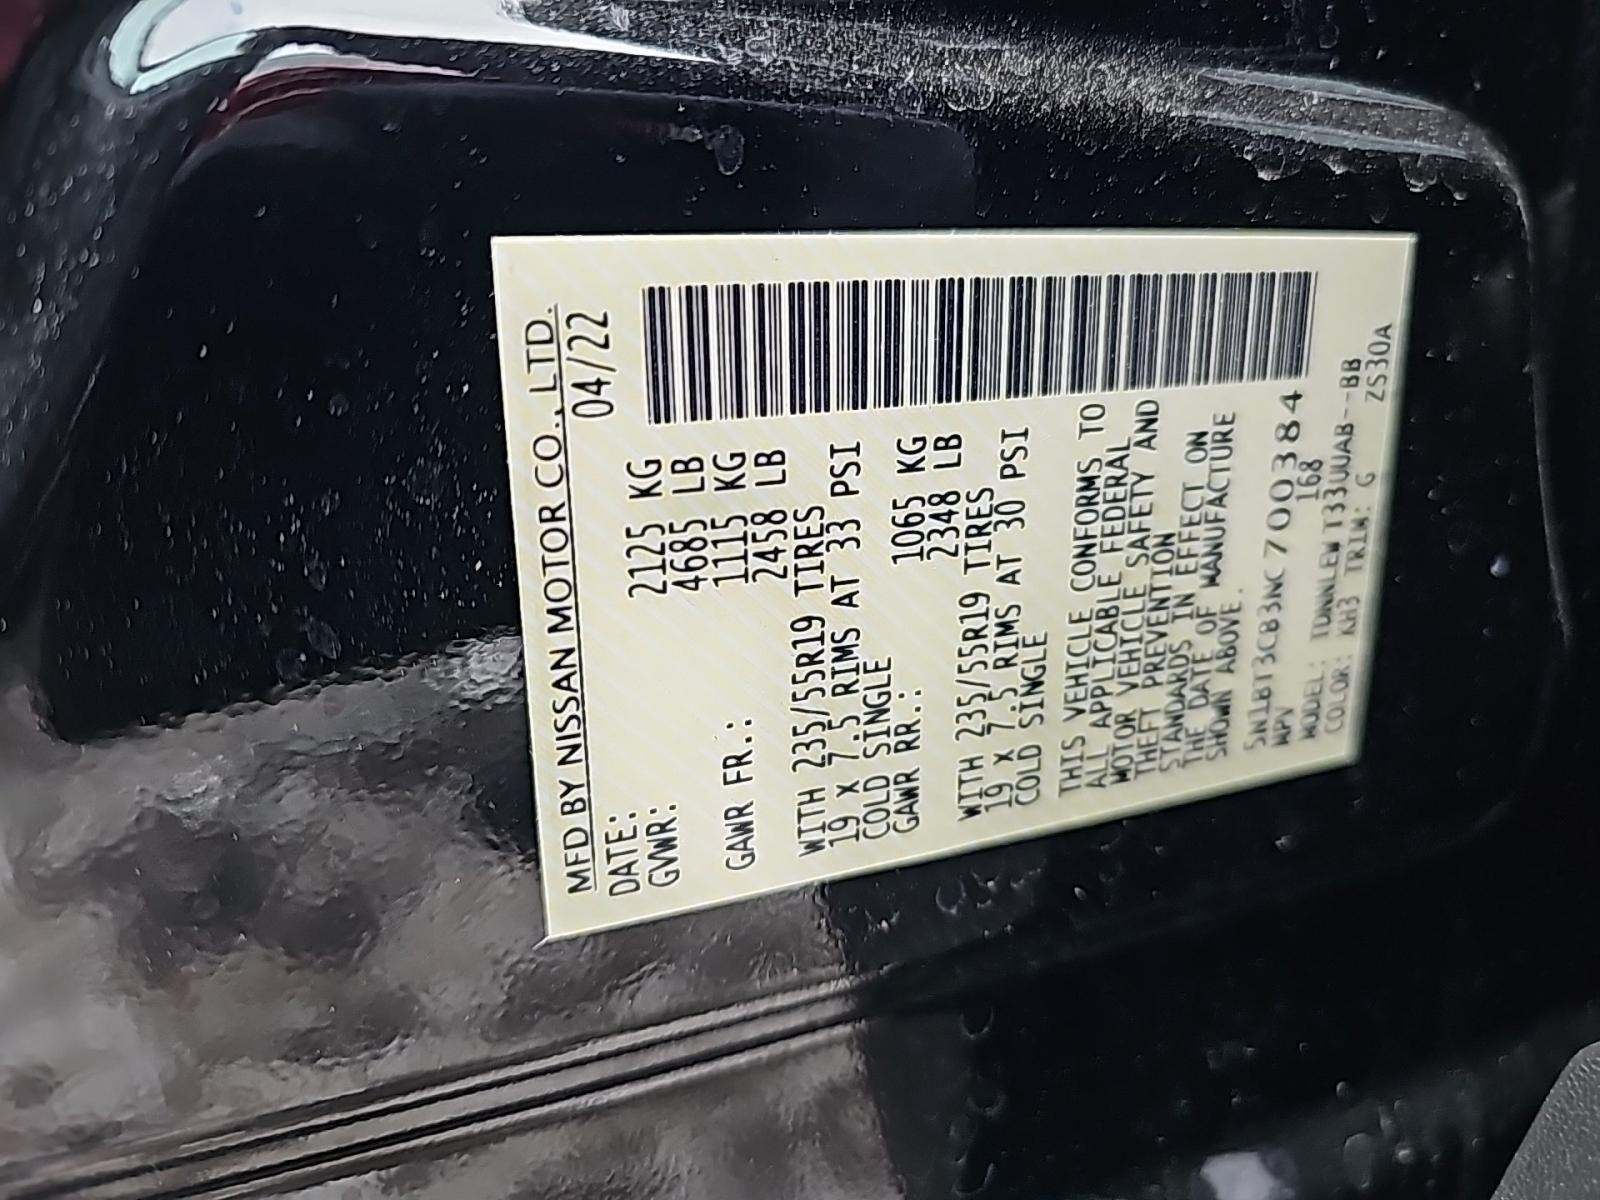 MFD BY NISSAN MOTOR CO., LTD.
DATE: 04/22
GVWR: 2125 KG
4685 LB
GAWR FR.: 1115 KG
2458 LB
WITH 235/55R19 TIRES
19 X 7.5 RIMS AT 33 PSI
COLD SINGLE
GAWR RR.: 1065 KG
2348 LB
WITH 235/55R19 TIRES
19 X 7.5 RIMS AT 30 PSI
COLD SINGLE
THIS VEHICLE CONFORMS TO
ALL APPLICABLE FEDERAL
MOTOR VEHICLE SAFETY AND
THEFT PREVENTION
STANDARDS IN EFFECT ON
THE DATE OF MANUFACTURE
SHOWN ABOVE.
5N1BT3CB3NC700384
MPV 168
MODEL: TDNNLEWT33UUAB--BB
COLOR: KH3 TRIM: G ZS30A